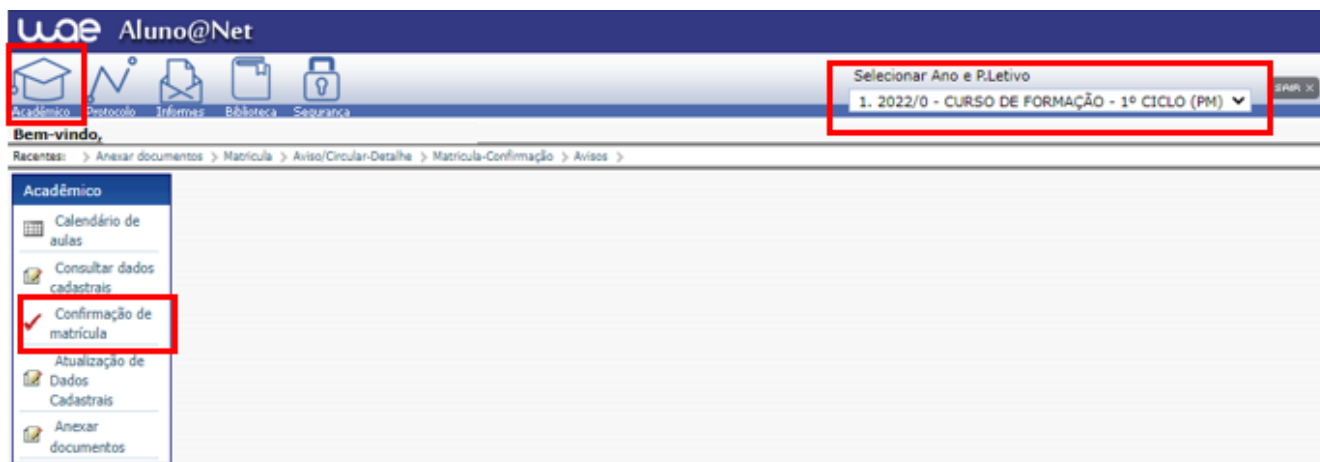 wae Aluno@Net
Selecionar Ano e P.Letivo
1. 2022/0 - CURSO DE FORMAÇÃO - 1º CICLO (PM)
SAIR X
Acadêmico Protocolo Informes Biblioteca Segurança
Bem-vindo,
Recentes: > Anexar documentos > Matricula > Aviso/Circular-Detalhe > Matricula-Confirmação > Avisos >
Acadêmico
Calendário de
aulas
Consultar dados
cadastrais
Confirmação de
matrícula
Atualização de
Dados
Cadastrais
Anexar
documentos